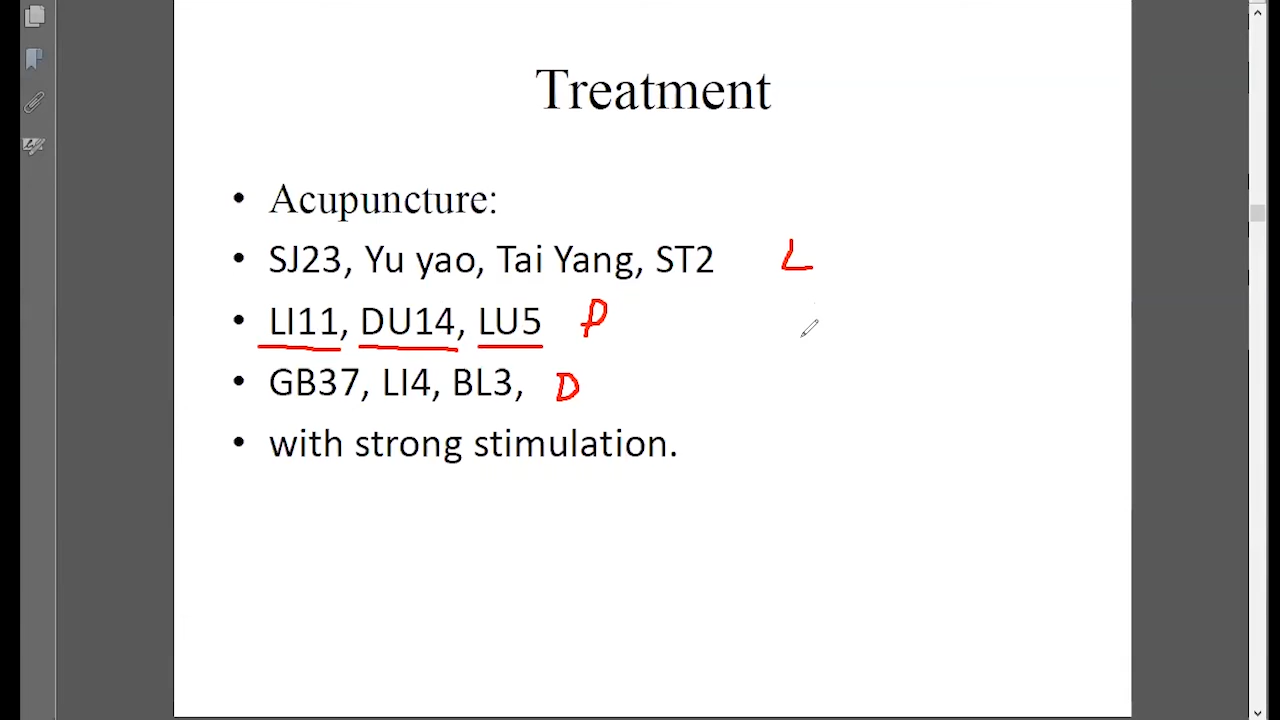 Treatment
• Acupuncture:
• SJ23, Yu yao, Tai Yang, ST2 L
• LI11, DU14, LU5 P
• GB37, LI4, BL3, D
• with strong stimulation.